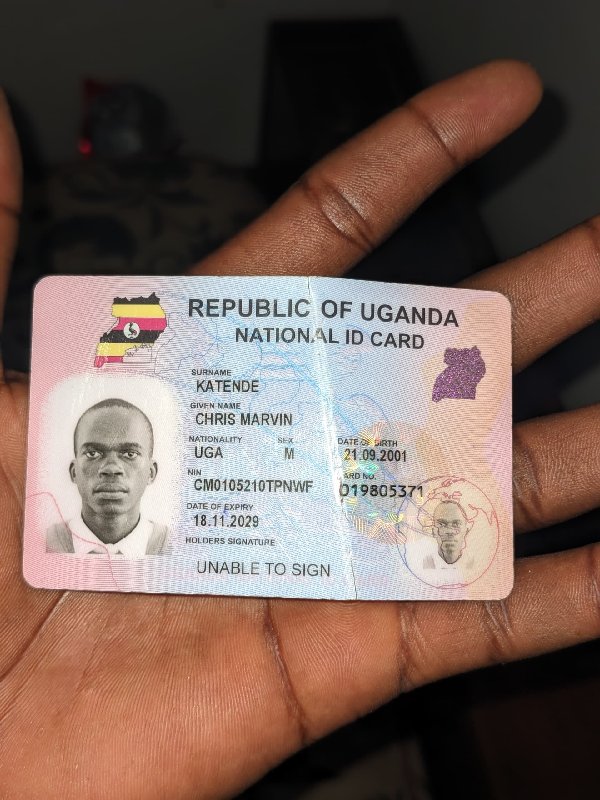 REPUBLIC OF UGANDA
NATIONAL ID CARD
SURNAME
KATENDE
GIVEN NAME
CHRIS MARVIN
NATIONALITY SEX DATE OF BIRTH
UGA M 21.09.2001
NIN CARD NO.
CM0105210TPNWF 019805371
DATE OF EXPIRY
18.11.2029
HOLDERS SIGNATURE
UNABLE TO SIGN